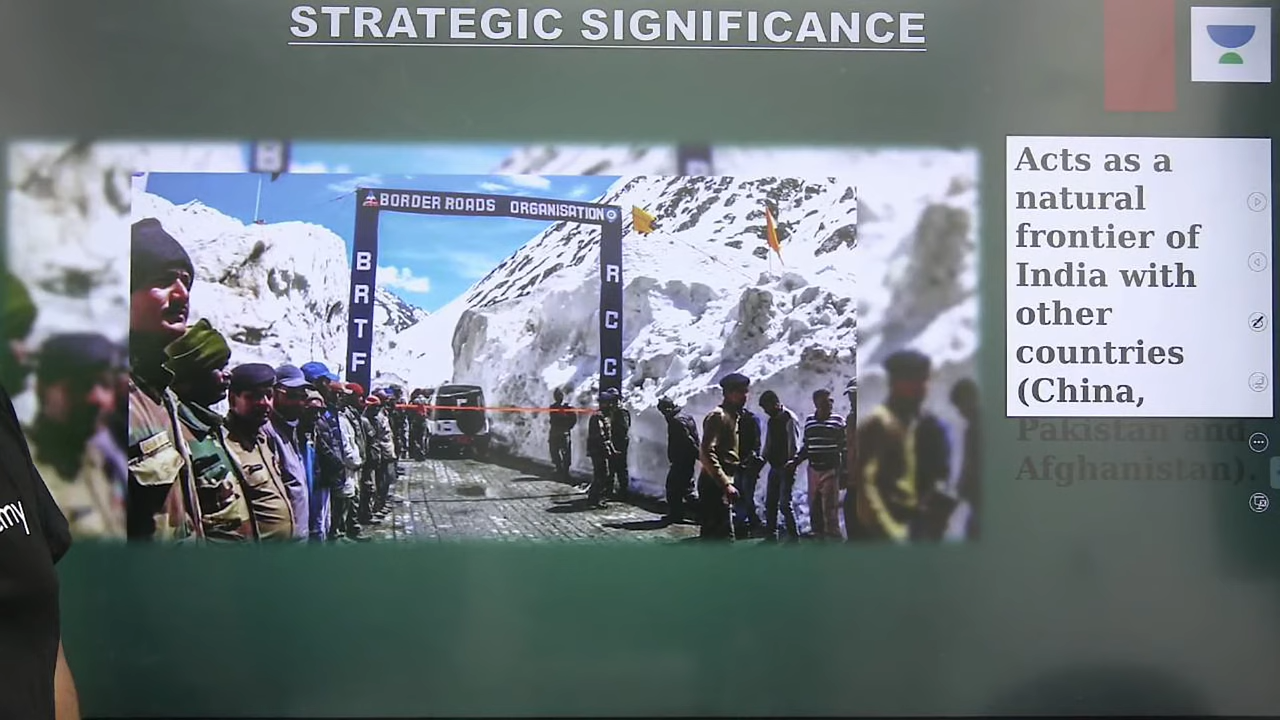 STRATEGIC SIGNIFICANCE
BORDER ROADS ORGANISATION
BRTF
RCC
Acts as a
natural
frontier of
India with
other
countries
(China,
Pakistan and
Afghanistan).
my
B